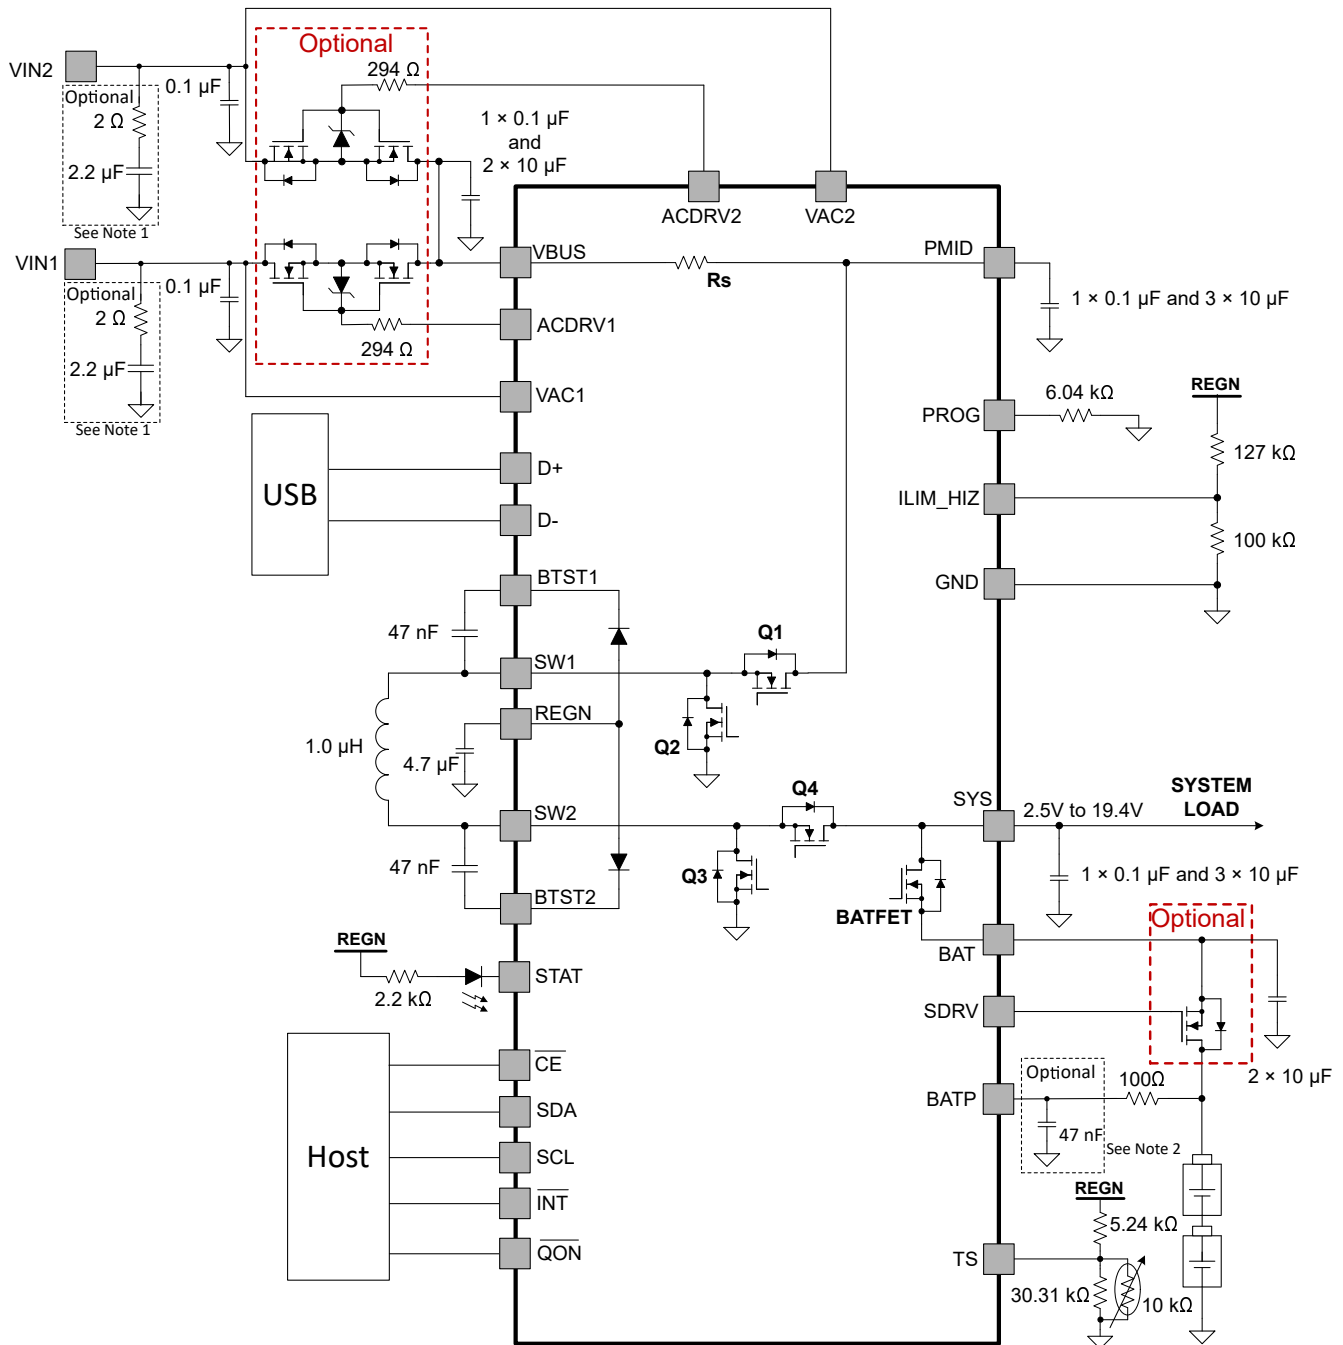 Optional
VIN2
294 Ω
Optional
0.1 µF
2 Ω
2.2 µF
See Note 1
1 × 0.1 µF
and
2 × 10 µF
ACDRV2
VAC2
VIN1
VBUS
Rs
PMID
Optional
0.1 µF
2 Ω
2.2 µF
See Note 1
294 Ω
ACDRV1
1 × 0.1 µF and 3 × 10 µF
VAC1
6.04 kΩ
REGN
PROG
127 kΩ
USB
D+
D-
ILIM_HIZ
100 kΩ
BTST1
GND
47 nF
Q1
SW1
REGN
Q2
1.0 µH
4.7 µF
Q4
SYS
SYSTEM
LOAD
2.5V to 19.4V
SW2
47 nF
Q3
1 × 0.1 µF and 3 × 10 µF
BTST2
BATFET
Optional
REGN
BAT
2.2 kΩ
STAT
SDRV
CE
Optional
100Ω
2 × 10 µF
BATP
SDA
47 nF
See Note 2
Host
SCL
REGN
INT
5.24 kΩ
QON
TS
30.31 kΩ
10 kΩ